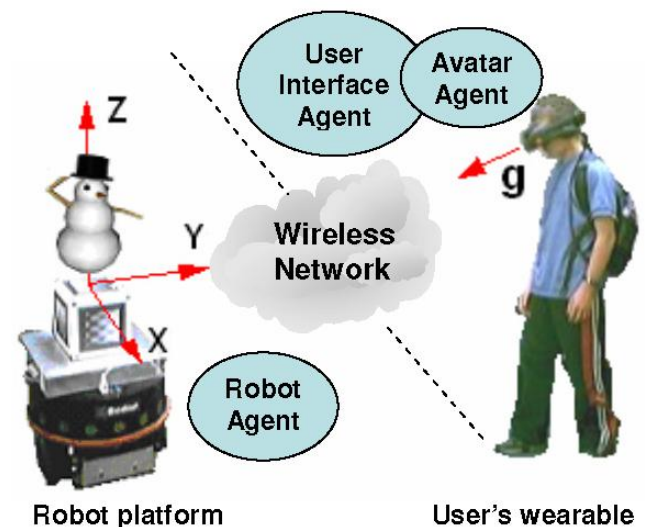 User
Interface
Agent
Avatar
Agent
Z
g
Y
Wireless
Network
X
Robot
Agent
Robot platform
User's wearable